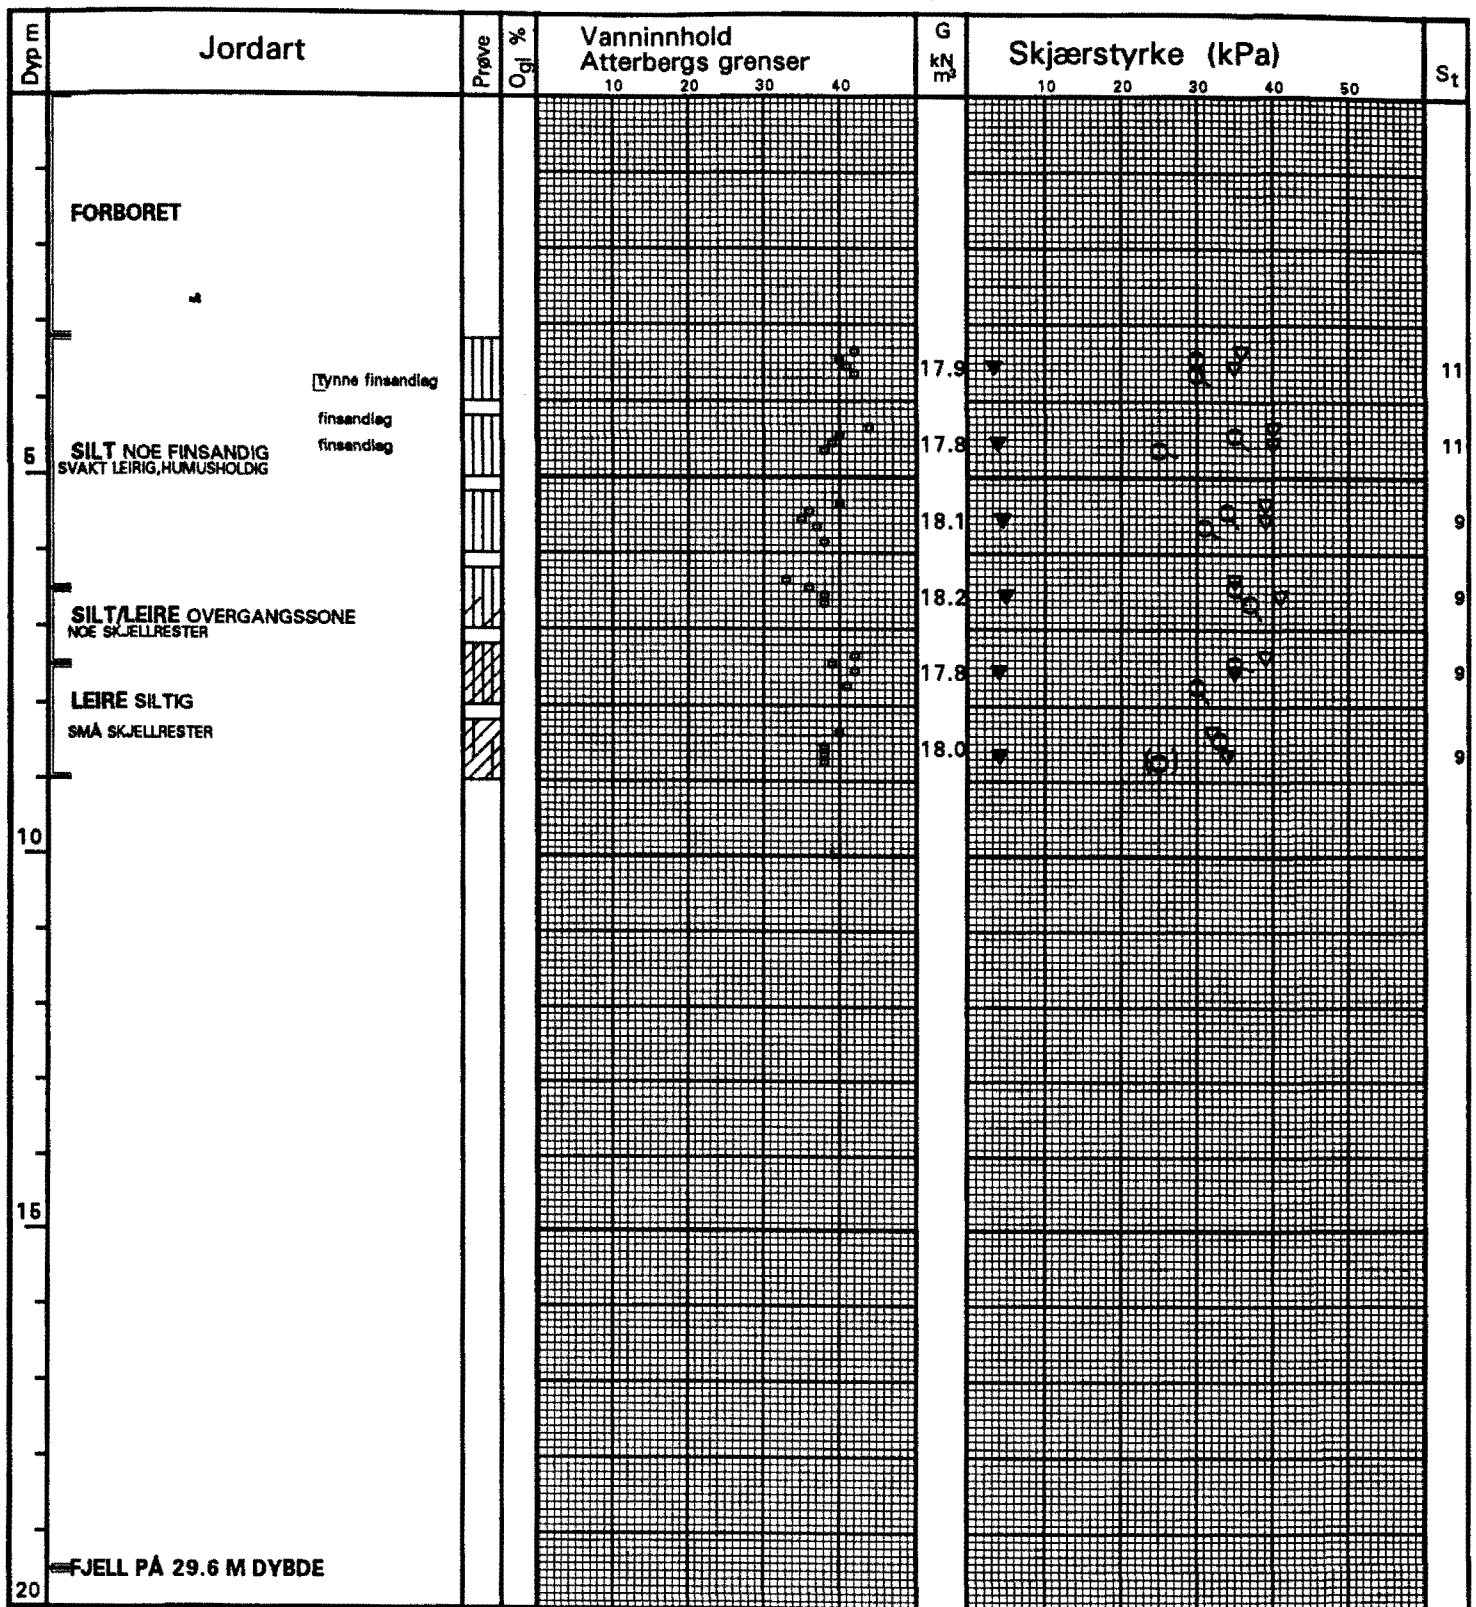 Dyp m
Jordart
Prøve
Ogl %
Vanninnhold
Atterbergs grenser
10 20 30 40
G
kN
m³
Skjærstyrke (kPa)
10 20 30 40 50
St
FORBORET
Tynne finsandlag
17.9
11
finsandlag
finsandlag
17.8
11
SILT NOE FINSANDIG
SVAKT LEIRIG, HUMUSHOLDIG
5
18.1
9
18.2
9
SILT/LEIRE OVERGANGSSONE
NOE SKJELLRESTER
17.8
9
LEIRE SILTIG
SMÅ SKJELLRESTER
18.0
9
10
15
FJELL PÅ 29.6 M DYBDE
20